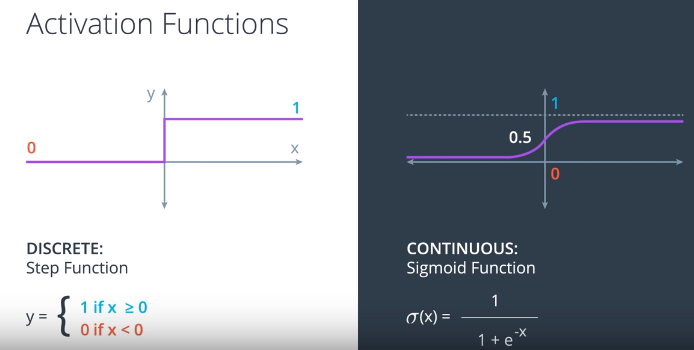 Activation Functions
y
1
0
x
DISCRETE:
Step Function
y = { 1 if x ≥ 0
0 if x < 0
1
0.5
0
CONTINUOUS:
Sigmoid Function
σ(x) = 1
1 + e^-x